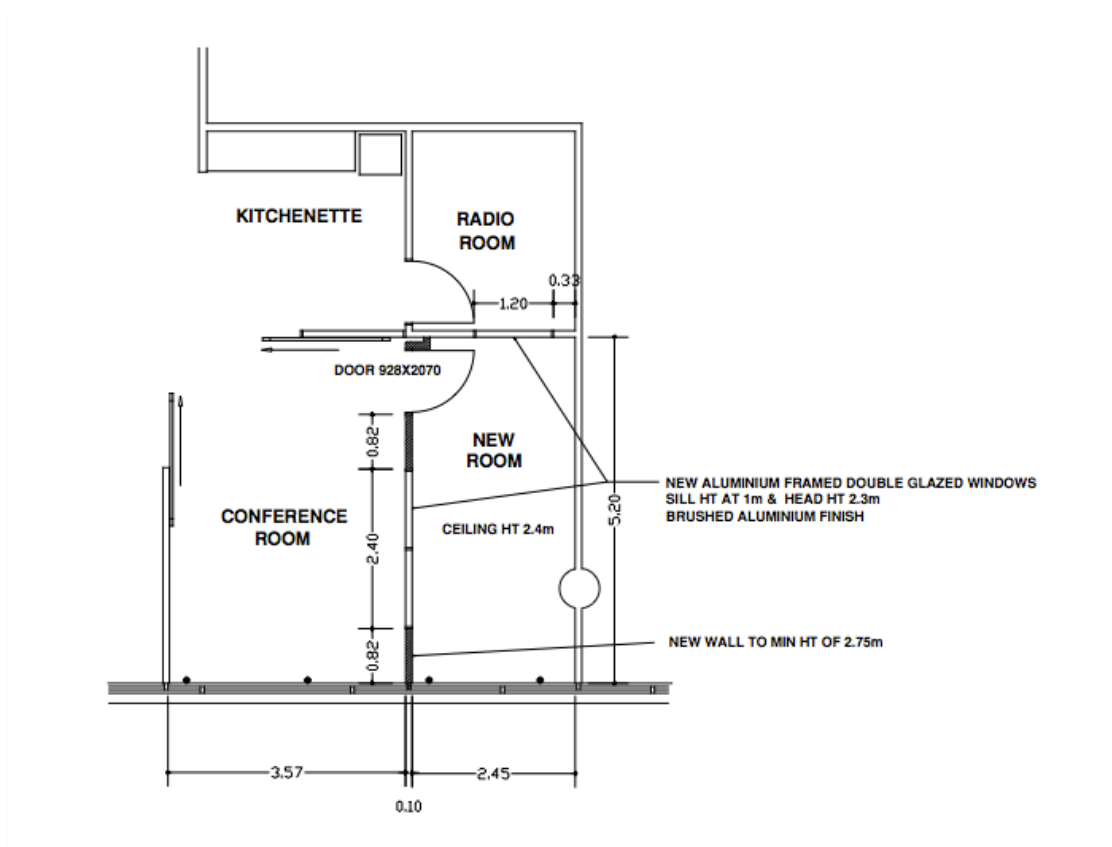 KITCHENETTE
RADIO
ROOM
0.33
1.20
DOOR 928X2070
0.82
NEW
ROOM
NEW ALUMINIUM FRAMED DOUBLE GLAZED WINDOWS
SILL HT AT 1m & HEAD HT 2.3m
BRUSHED ALUMINIUM FINISH
5.20
CONFERENCE
ROOM
CEILING HT 2.4m
2.40
NEW WALL TO MIN HT OF 2.75m
0.82
3.57
2.45
0.10